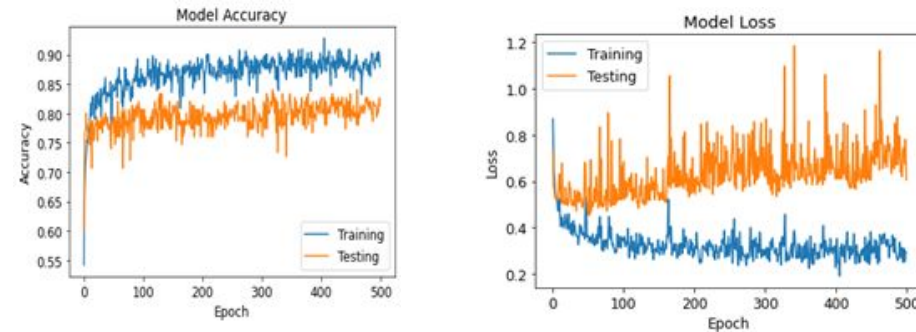 Model Accuracy
0.90
0.85
0.80
0.75
0.70
0.65
0.60
0.55
Accuracy
Training
Testing
0
100
200
300
400
500
Epoch
Model Loss
1.2
1.0
0.8
0.6
0.4
0.2
Loss
Training
Testing
0
100
200
300
400
500
Epoch